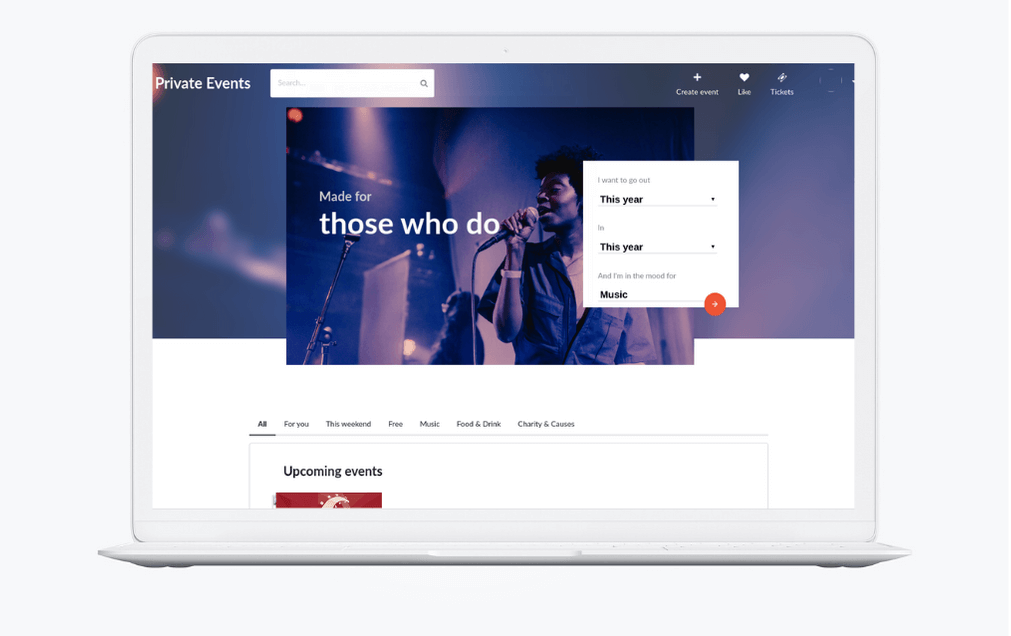 Private Events
Search...
Create event
Like
Tickets
Made for
those who do
I want to go out
This year
In
This year
And I'm in the mood for
Music
All For you This weekend Free Music Food & Drink Charity & Causes
Upcoming events